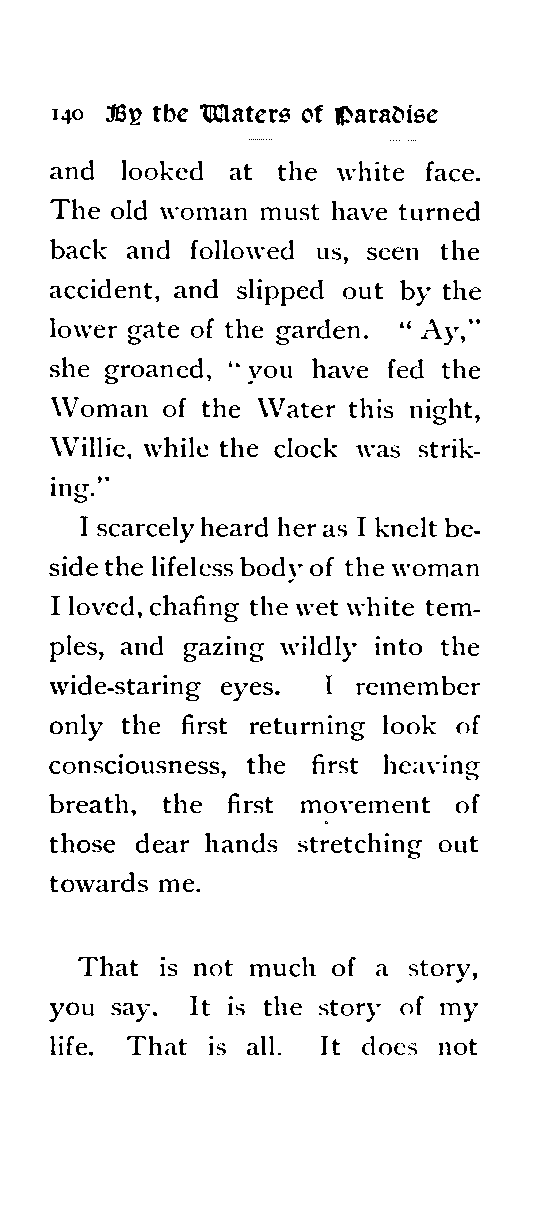 140 By the Waters of Paradise
and looked at the white face.
The old woman must have turned
back and followed us, seen the
accident, and slipped out by the
lower gate of the garden. "Ay,"
she groaned, "you have fed the
Woman of the Water this night,
Willie, while the clock was strik-
ing."
I scarcely heard her as I knelt be-
side the lifeless body of the woman
I loved, chafing the wet white tem-
ples, and gazing wildly into the
wide-staring eyes. I remember
only the first returning look of
consciousness, the first heaving
breath, the first movement of
those dear hands stretching out
towards me.
That is not much of a story,
you say. It is the story of my
life. That is all. It does not